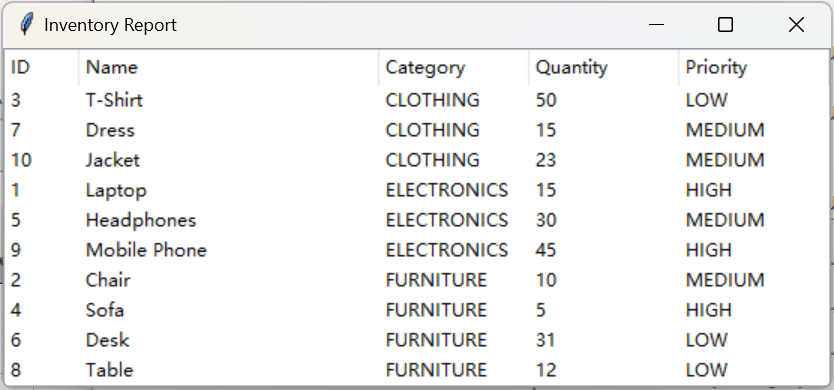 Inventory Report
ID Name Category Quantity Priority
3 T-Shirt CLOTHING 50 LOW
7 Dress CLOTHING 15 MEDIUM
10 Jacket CLOTHING 23 MEDIUM
1 Laptop ELECTRONICS 15 HIGH
5 Headphones ELECTRONICS 30 MEDIUM
9 Mobile Phone ELECTRONICS 45 HIGH
2 Chair FURNITURE 10 MEDIUM
4 Sofa FURNITURE 5 HIGH
6 Desk FURNITURE 31 LOW
8 Table FURNITURE 12 LOW